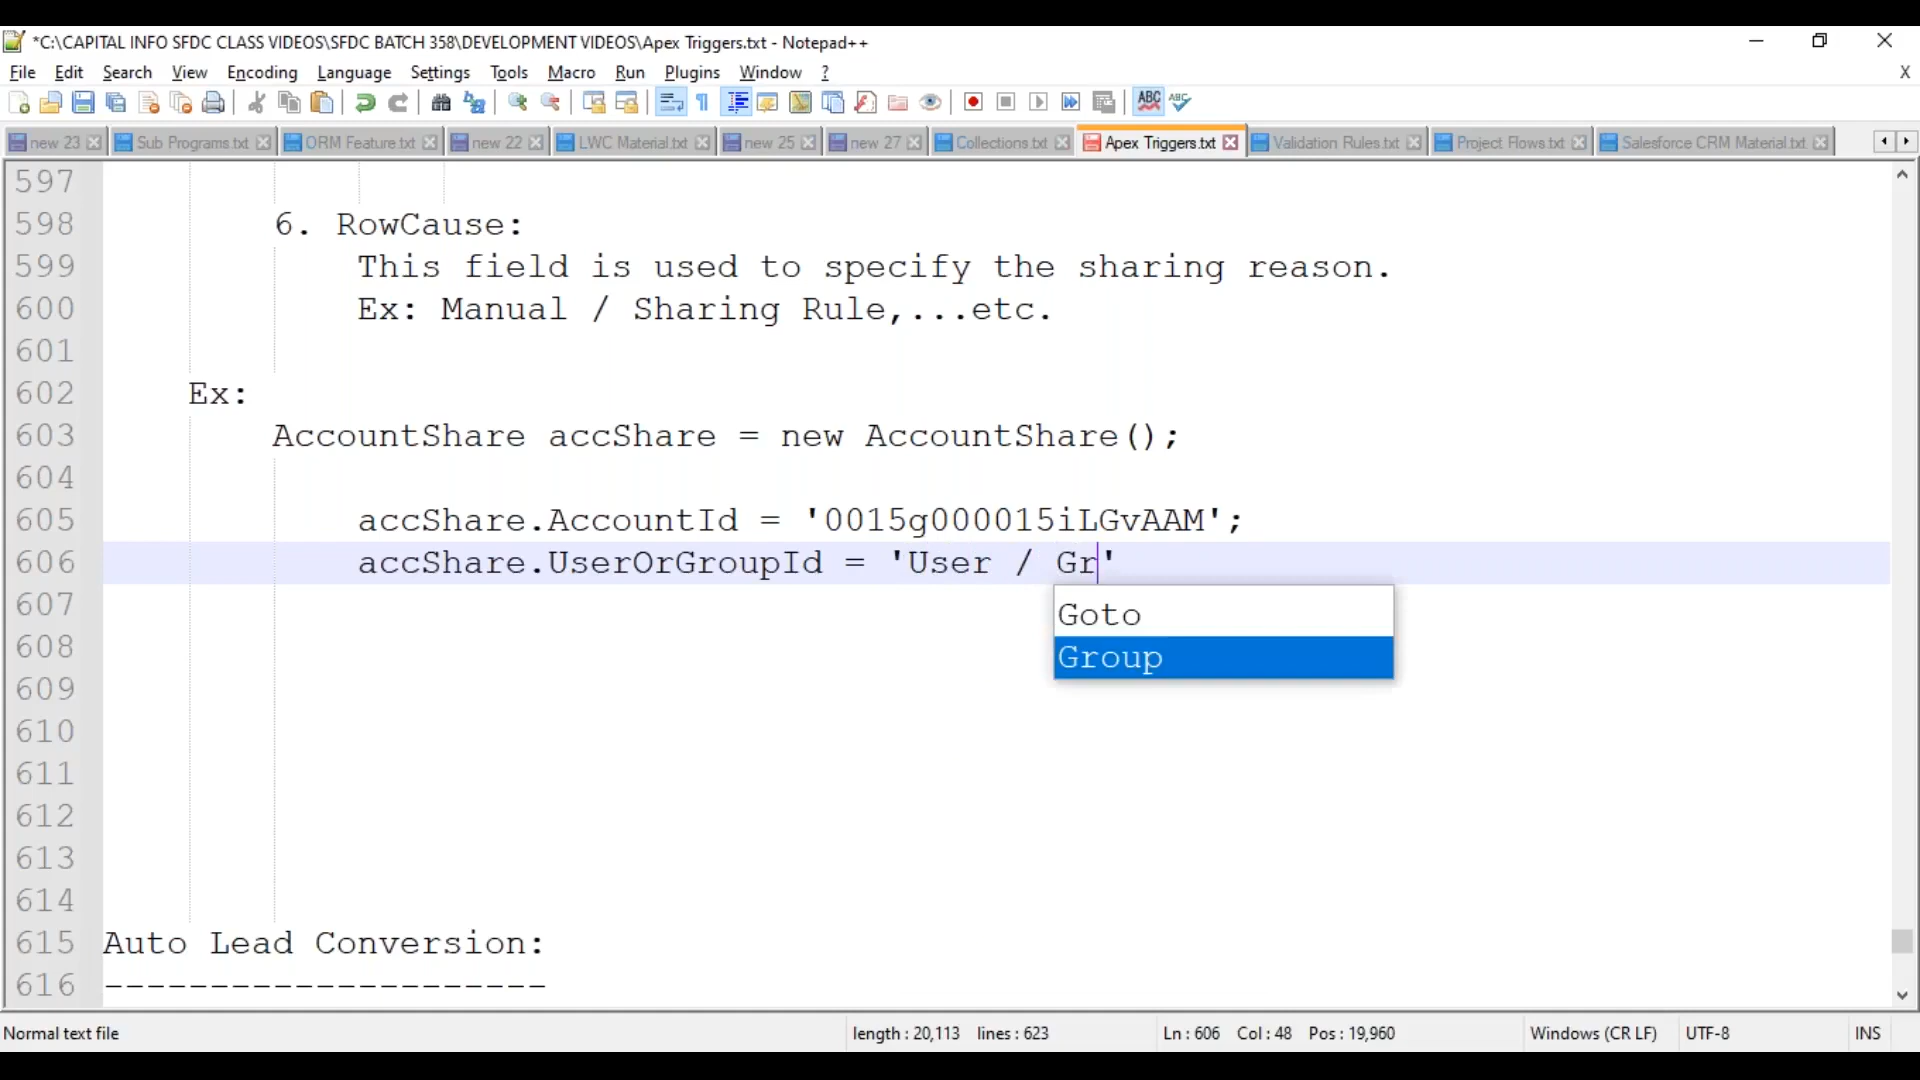 *C:\CAPITAL INFO SFDC CLASS VIDEOS\SFDC BATCH 358\DEVELOPMENT VIDEOS\Apex Triggers.txt - Notepad++
File Edit Search View Encoding Language Settings Tools Macro Run Plugins Window ? X
new 23 Sub Programs.txt ORM Feature.txt new 22 LWC Material.txt new 25 new 27 Collections.txt Apex Triggers.txt Validation Rules.txt Project Flows.txt Salesforce CRM Material.txt
597
598 6. RowCause:
599 This field is used to specify the sharing reason.
600 Ex: Manual / Sharing Rule,...etc.
601
602 Ex:
603 AccountShare accShare = new AccountShare();
604
605 accShare.AccountId = '0015g000015iLGvAAM';
606 accShare.UserOrGroupId = 'User / Gr'
607 Goto
608 Group
609
610
611
612
613
614
615 Auto Lead Conversion:
616 ---------------------
Normal text file length : 20,113 lines : 623 Ln : 606 Col : 48 Pos : 19,960 Windows (CR LF) UTF-8 INS